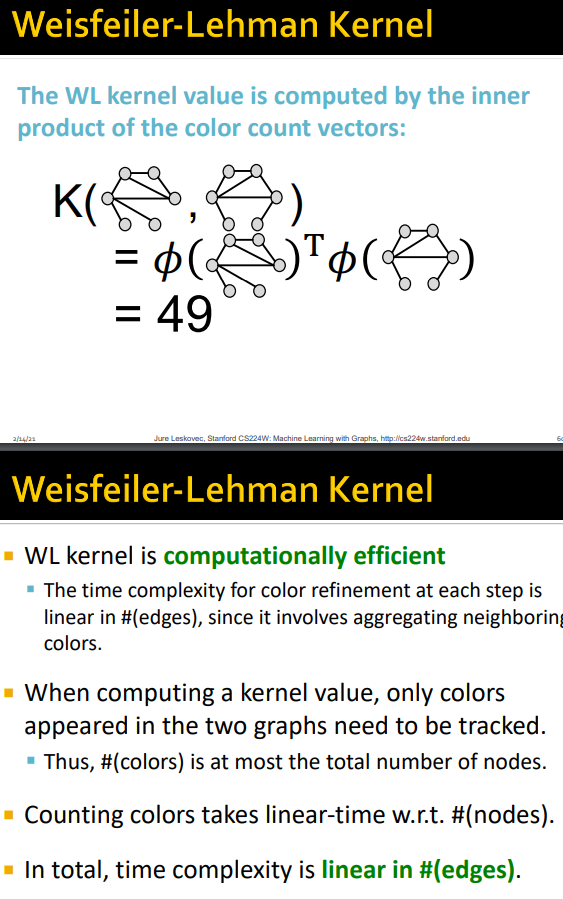 Weisfeiler-Lehman Kernel
The WL kernel value is computed by the inner
product of the color count vectors:
K( , )
= ϕ( )ᵀϕ( )
= 49
2/14/21 Jure Leskovec, Stanford CS224W: Machine Learning with Graphs, http://cs224w.stanford.edu
Weisfeiler-Lehman Kernel
WL kernel is computationally efficient
The time complexity for color refinement at each step is
linear in #(edges), since it involves aggregating neighboring
colors.
When computing a kernel value, only colors
appeared in the two graphs need to be tracked.
Thus, #(colors) is at most the total number of nodes.
Counting colors takes linear-time w.r.t. #(nodes).
In total, time complexity is linear in #(edges).